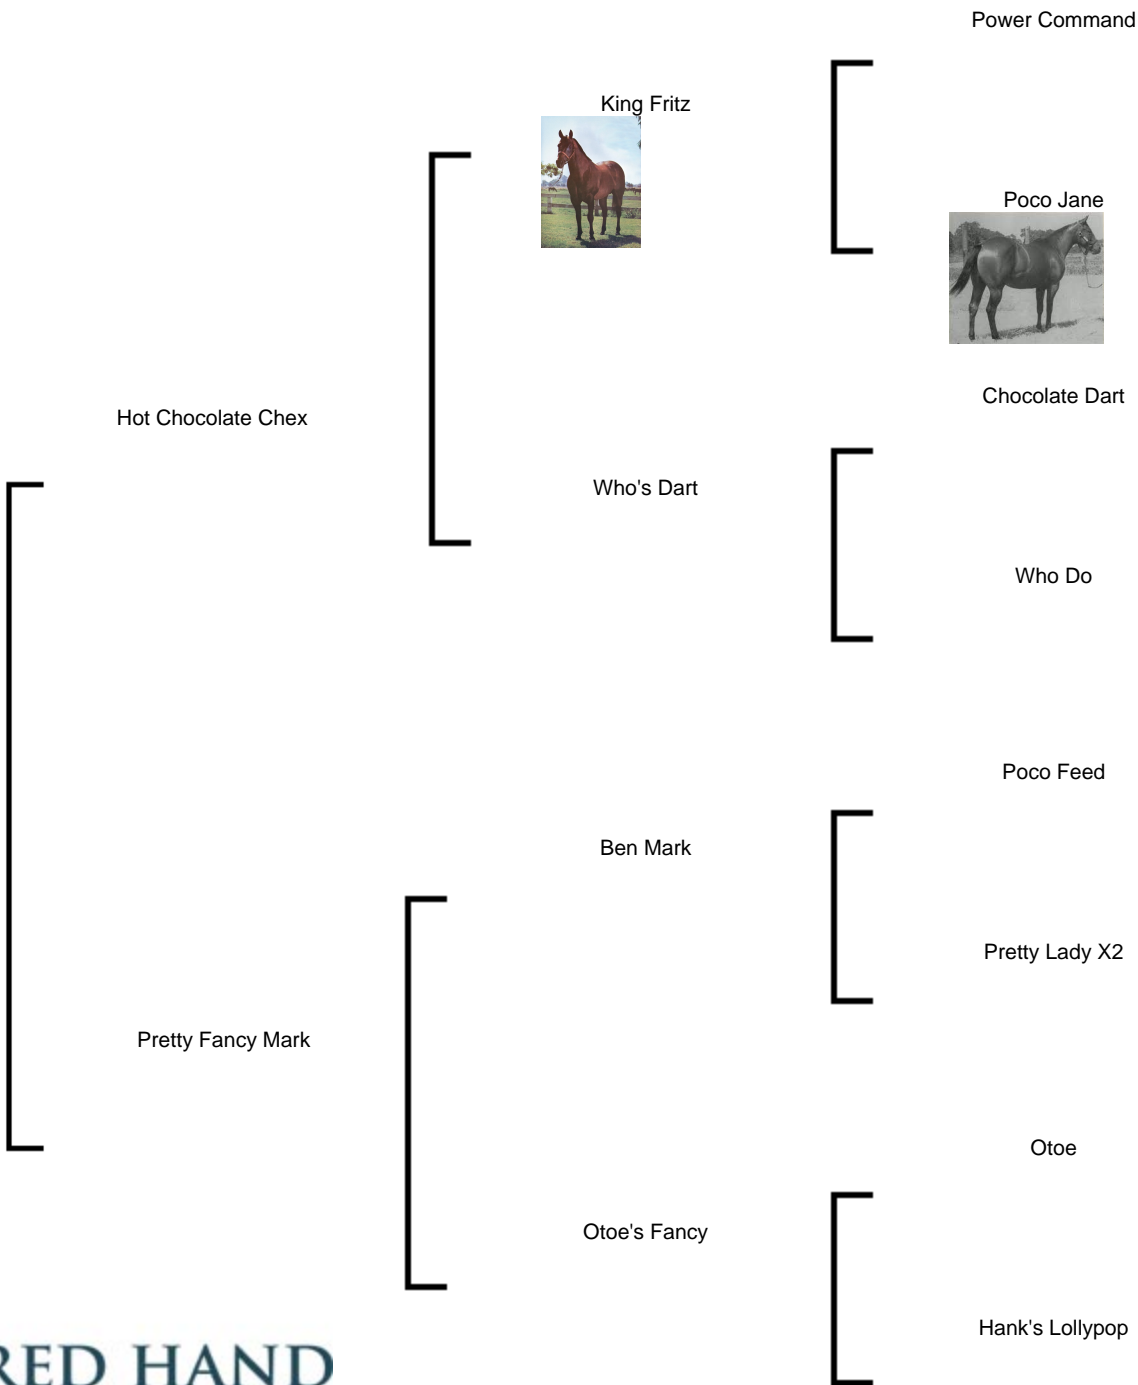 Power Command
King Fritz
Poco Jane
Chocolate Dart
Hot Chocolate Chex
Who's Dart
Who Do
Poco Feed
Ben Mark
Pretty Lady X2
Pretty Fancy Mark
Otoe
Otoe's Fancy
Hank's Lollypop
RED HAND